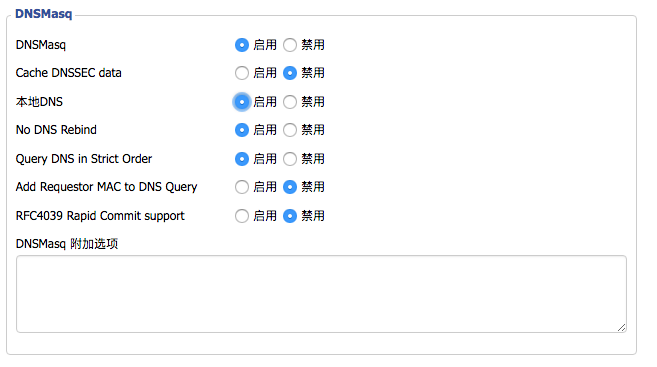 DNSMasq
DNSMasq 启用 禁用
Cache DNSSEC data 启用 禁用
本地DNS 启用 禁用
No DNS Rebind 启用 禁用
Query DNS in Strict Order 启用 禁用
Add Requestor MAC to DNS Query 启用 禁用
RFC4039 Rapid Commit support 启用 禁用
DNSMasq 附加选项